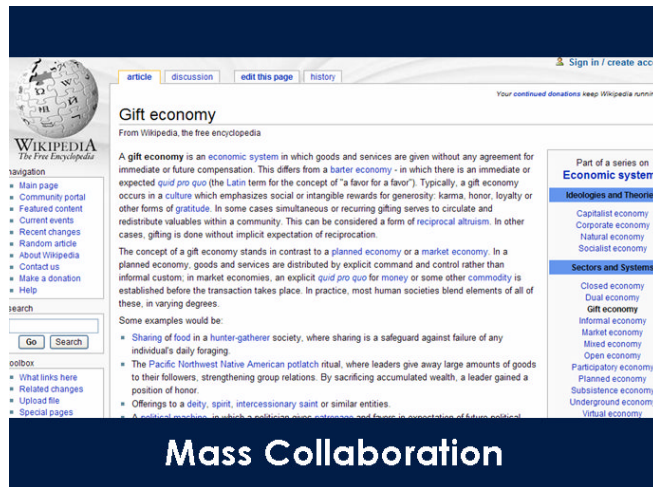 Sign in / create acc
article discussion edit this page history
Your continued donations keep Wikipedia runnin
WIKIPEDIA
The Free Encyclopedia
navigation
Main page
Community portal
Featured content
Current events
Recent changes
Random article
About Wikipedia
Contact us
Make a donation
Help
search
Go Search
toolbox
What links here
Related changes
Upload file
Special pages
Gift economy
From Wikipedia, the free encyclopedia
A gift economy is an economic system in which goods and services are given without any agreement for
immediate or future compensation. This differs from a barter economy - in which there is an immediate or
expected quid pro quo (the Latin term for the concept of "a favor for a favor"). Typically, a gift economy
occurs in a culture which emphasizes social or intangible rewards for generosity: karma, honor, loyalty or
other forms of gratitude. In some cases simultaneous or recurring gifting serves to circulate and
redistribute valuables within a community. This can be considered a form of reciprocal altruism. In other
cases, gifting is done without implicit expectation of reciprocation.
The concept of a gift economy stands in contrast to a planned economy or a market economy. In a
planned economy, goods and services are distributed by explicit command and control rather than
informal custom; in market economies, an explicit quid pro quo for money or some other commodity is
established before the transaction takes place. In practice, most human societies blend elements of all of
these, in varying degrees.
Some examples would be:
Sharing of food in a hunter-gatherer society, where sharing is a safeguard against failure of any
individual's daily foraging.
The Pacific Northwest Native American potlatch ritual, where leaders give away large amounts of goods
to their followers, strengthening group relations. By sacrificing accumulated wealth, a leader gained a
position of honor.
Offerings to a deity, spirit, intercessionary saint or similar entities.
A political machine, in which a politician gives patronage and favors in expectation of future political
Part of a series on
Economic system
Ideologies and Theorie
Capitalist economy
Corporate economy
Natural economy
Socialist economy
Sectors and Systems
Closed economy
Dual economy
Gift economy
Informal economy
Market economy
Mixed economy
Open economy
Participatory economy
Planned economy
Subsistence economy
Underground economy
Virtual economy
Mass Collaboration